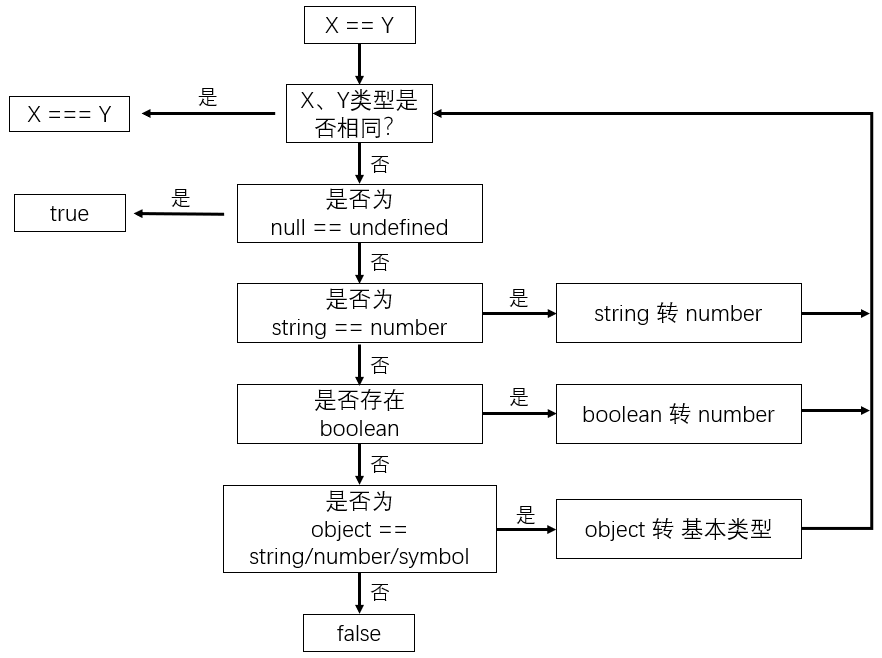 X == Y
X、Y类型是
否相同?
是
X === Y
否
是否为
null == undefined
是
true
否
是否为
string == number
是
string 转 number
否
是否存在
boolean
是
boolean 转 number
否
是否为
object ==
string/number/symbol
是
object 转 基本类型
否
false